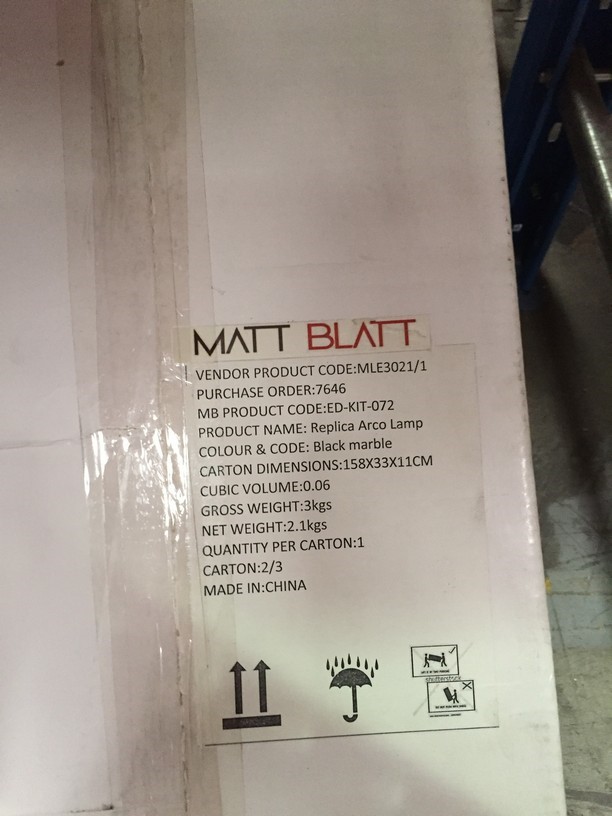 MATT BLATT
VENDOR PRODUCT CODE:MLE3021/1
PURCHASE ORDER:7646
MB PRODUCT CODE:ED-KIT-072
PRODUCT NAME: Replica Arco Lamp
COLOUR & CODE: Black marble
CARTON DIMENSIONS:158X33X11CM
CUBIC VOLUME:0.06
GROSS WEIGHT:3kgs
NET WEIGHT:2.1kgs
QUANTITY PER CARTON:1
CARTON:2/3
MADE IN:CHINA
shutterstock